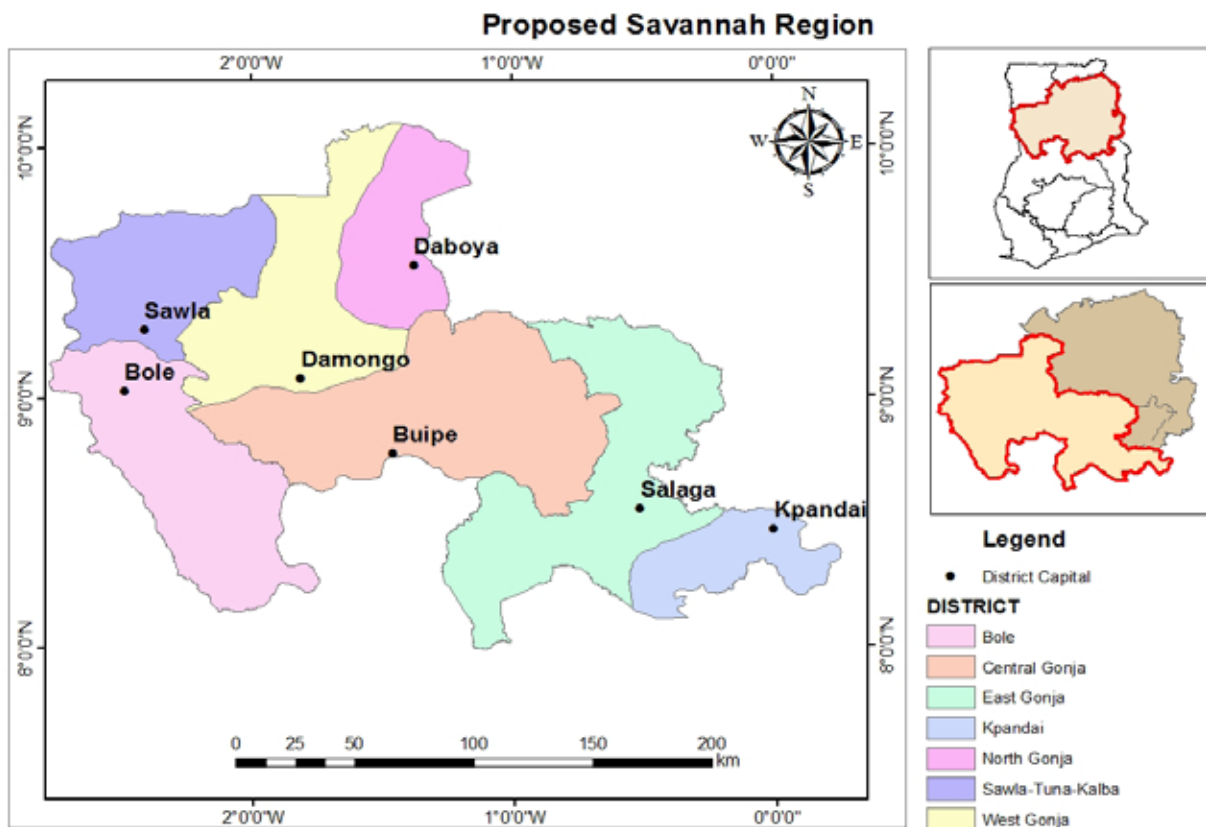 Proposed Savannah Region
2°0'0"W 1°0'0"W 0°0'0"
10°0'0"N 10°0'0"N
9°0'0"N 9°0'0"N
8°0'0"N 8°0'0"N
N
W E
S
Daboya
Sawla
Damongo
Bole
Buipe
Salaga
Kpandai
0 25 50 100 150 200
km
2°0'0"W 1°0'0"W 0°0'0"
Legend
District Capital
DISTRICT
Bole
Central Gonja
East Gonja
Kpandai
North Gonja
Sawla-Tuna-Kalba
West Gonja